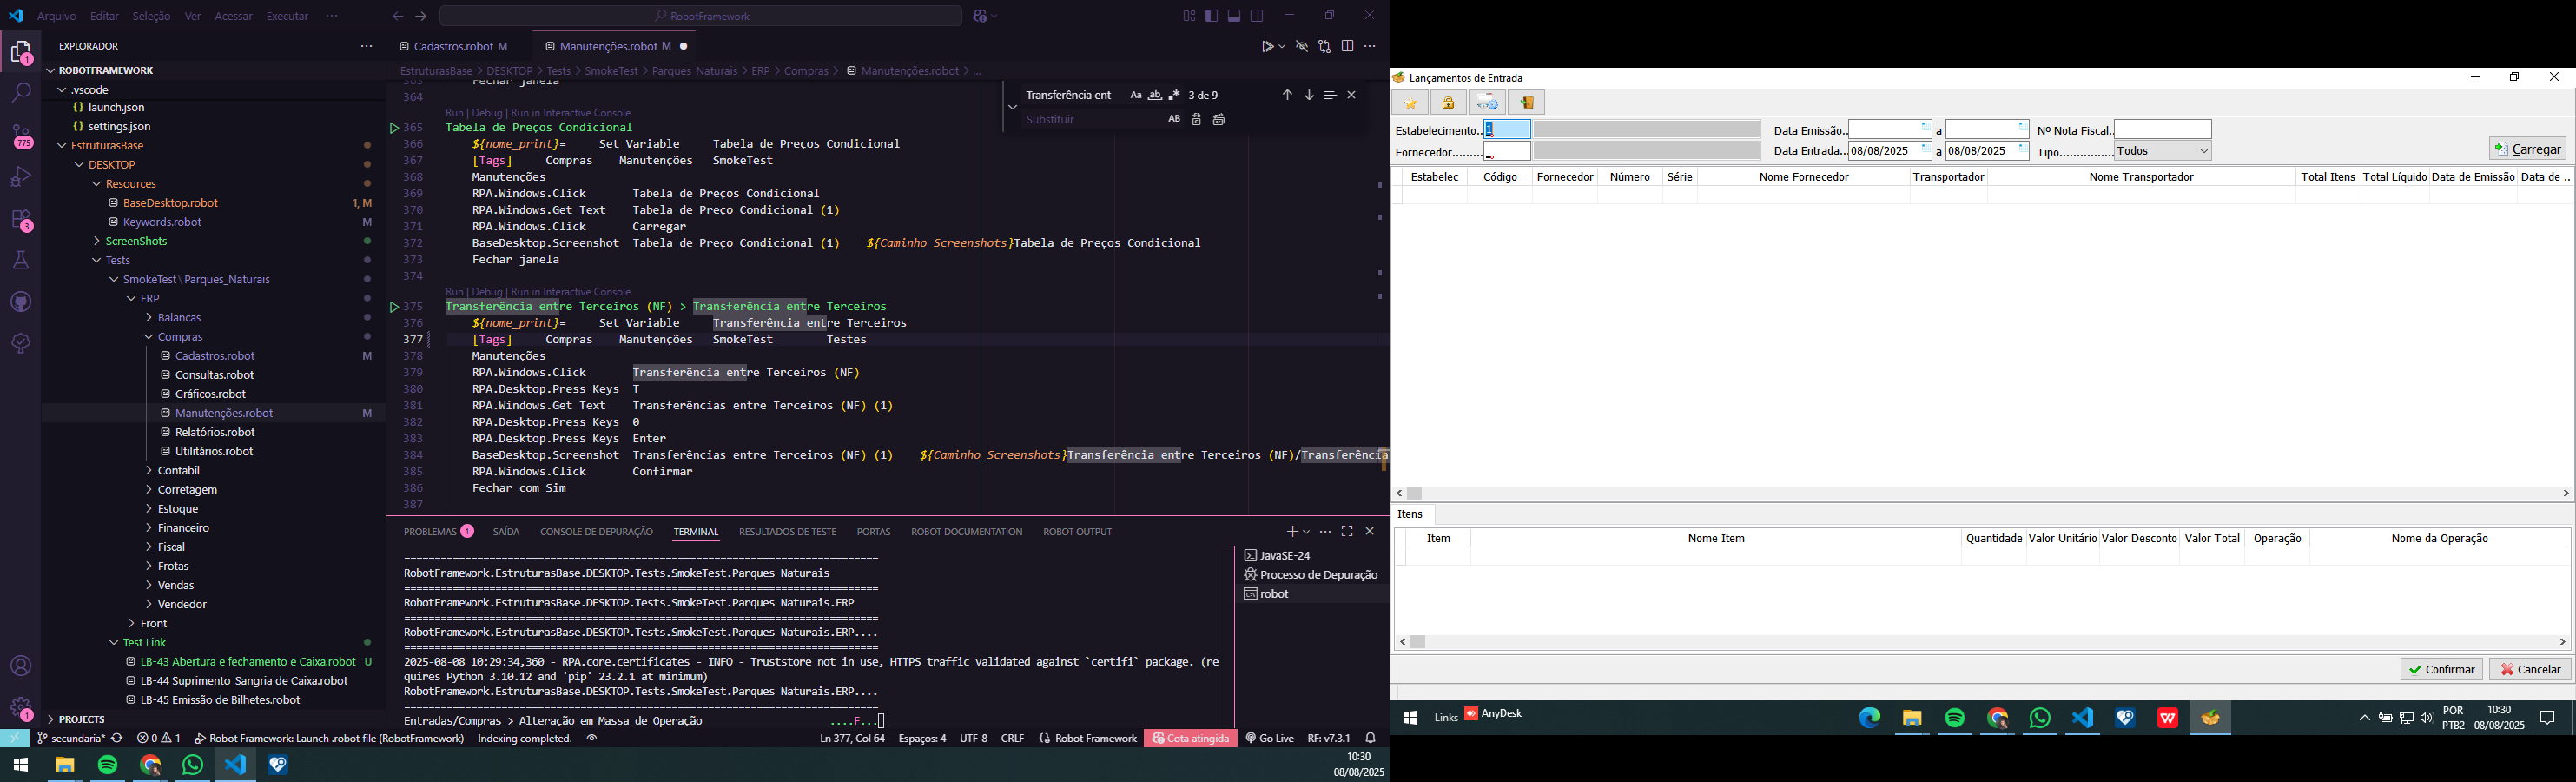 Arquivo Editar Seleção Ver Acessar Executar ···
RobotFramework
EXPLORADOR
ROBOTFRAMEWORK
.vscode
launch.json
settings.json
EstruturasBase
DESKTOP
Resources
BaseDesktop.robot 1, M
Keywords.robot M
ScreenShots
Tests
SmokeTest\Parques_Naturais
ERP
Balancas
Compras
Cadastros.robot M
Consultas.robot
Gráficos.robot
Manutenções.robot M
Relatórios.robot
Utilitários.robot
Contabil
Corretagem
Estoque
Financeiro
Fiscal
Frotas
Vendas
Vendedor
Front
Test Link
LB-43 Abertura e fechamento e Caixa.robot U
LB-44 Suprimento_Sangria de Caixa.robot
LB-45 Emissão de Bilhetes.robot
PROJECTS
1
775
3
1
Cadastros.robot M
Manutenções.robot M
EstruturasBase > DESKTOP > Tests > SmokeTest > Parques_Naturais > ERP > Compras > Manutenções.robot > ...
Transferência ent Aa ab 3 de 9
Substituir AB
363 Fechar janela
364
Run | Debug | Run in Interactive Console
365 Tabela de Preços Condicional
366 ${nome_print}= Set Variable Tabela de Preços Condicional
367 [Tags] Compras Manutenções SmokeTest
368 Manutenções
369 RPA.Windows.Click Tabela de Preços Condicional
370 RPA.Windows.Get Text Tabela de Preço Condicional (1)
371 RPA.Windows.Click Carregar
372 BaseDesktop.Screenshot Tabela de Preço Condicional (1) ${Caminho_Screenshots}Tabela de Preços Condicional
373 Fechar janela
374
Run | Debug | Run in Interactive Console
375 Transferência entre Terceiros (NF) > Transferência entre Terceiros
376 ${nome_print}= Set Variable Transferência entre Terceiros
377 [Tags] Compras Manutenções SmokeTest Testes
378 Manutenções
379 RPA.Windows.Click Transferência entre Terceiros (NF)
380 RPA.Desktop.Press Keys T
381 RPA.Windows.Get Text Transferências entre Terceiros (NF) (1)
382 RPA.Desktop.Press Keys 0
383 RPA.Desktop.Press Keys Enter
384 BaseDesktop.Screenshot Transferências entre Terceiros (NF) (1) ${Caminho_Screenshots}Transferência entre Terceiros (NF)/Transferência
385 RPA.Windows.Click Confirmar
386 Fechar com Sim
387
PROBLEMAS 1 SAÍDA CONSOLE DE DEPURAÇÃO TERMINAL RESULTADOS DE TESTE PORTAS ROBOT DOCUMENTATION ROBOT OUTPUT
==============================================================================
RobotFramework.EstruturasBase.DESKTOP.Tests.SmokeTest.Parques Naturais
==============================================================================
RobotFramework.EstruturasBase.DESKTOP.Tests.SmokeTest.Parques Naturais.ERP
==============================================================================
RobotFramework.EstruturasBase.DESKTOP.Tests.SmokeTest.Parques Naturais.ERP....
==============================================================================
2025-08-08 10:29:34,360 - RPA.core.certificates - INFO - Truststore not in use, HTTPS traffic validated against `certifi` package. (re
quires Python 3.10.12 and 'pip' 23.2.1 at minimum)
RobotFramework.EstruturasBase.DESKTOP.Tests.SmokeTest.Parques Naturais.ERP....
==============================================================================
Entradas/Compras > Alteração em Massa de Operação ....F...
JavaSE-24
Processo de Depuração
robot
secundaria* 0 1 Robot Framework: Launch .robot file (RobotFramework) Indexing completed. Ln 377, Col 64 Espaços: 4 UTF-8 CRLF Robot Framework Cota atingida Go Live RF: v7.3.1
10:30
08/08/2025
Lançamentos de Entrada
Estabelecimento.. 1 Data Emissão.. a Nº Nota Fiscal..
Fornecedor......... Data Entrada.. 08/08/2025 a 08/08/2025 Tipo............... Todos Carregar
Estabelec Código Fornecedor Número Série Nome Fornecedor Transportador Nome Transportador Total Itens Total Líquido Data de Emissão Data de ..
Itens
Item Nome Item Quantidade Valor Unitário Valor Desconto Valor Total Operação Nome da Operação
Confirmar Cancelar
Links AnyDesk
POR
PTB2
10:30
08/08/2025